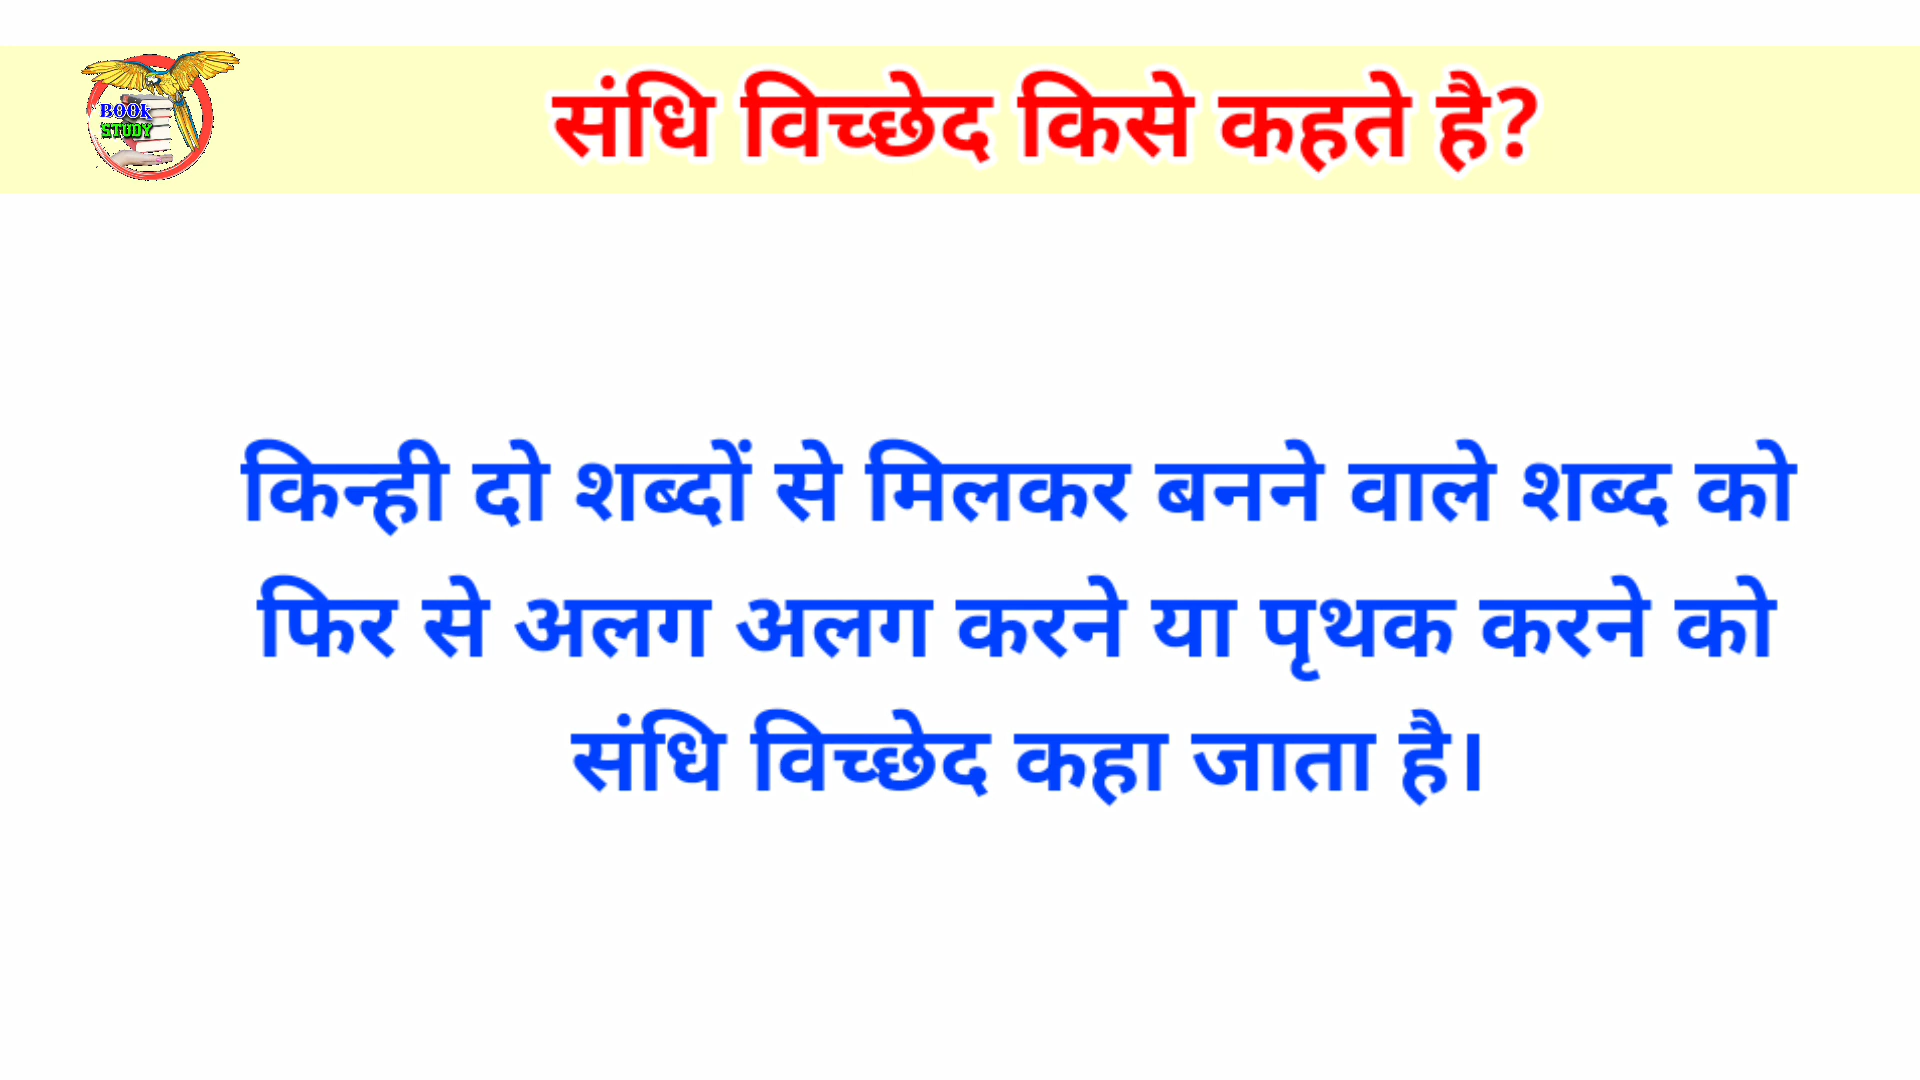 BOOK
STUDY
संधि विच्छेद किसे कहते है?
किन्ही दो शब्दों से मिलकर बनने वाले शब्द को
फिर से अलग अलग करने या पृथक करने को
संधि विच्छेद कहा जाता है।